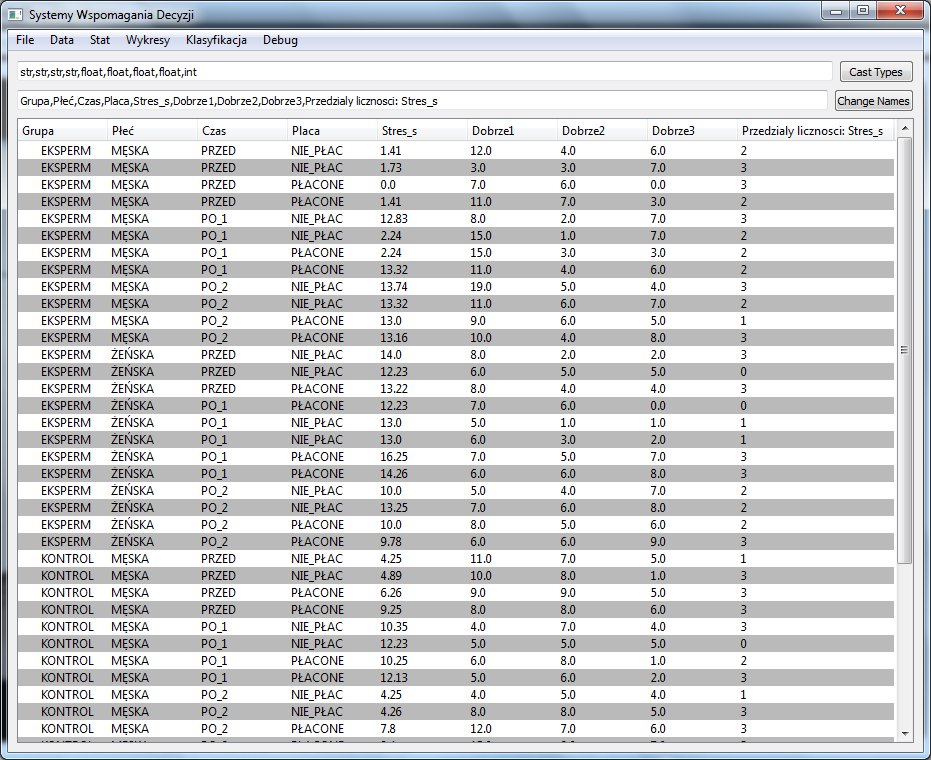 Systemy Wspomagania Decyzji
File Data Stat Wykresy Klasyfikacja Debug
str,str,str,str,float,float,float,float,int Cast Types
Grupa,Płeć,Czas,Placa,Stres_s,Dobrze1,Dobrze2,Dobrze3,Przedzialy licznosci: Stres_s Change Names
Grupa Płeć Czas Placa Stres_s Dobrze1 Dobrze2 Dobrze3 Przedzialy licznosci: Stres_s
EKSPERM MĘSKA PRZED NIE_PŁAC 1.41 12.0 4.0 6.0 2
EKSPERM MĘSKA PRZED NIE_PŁAC 1.73 3.0 3.0 7.0 3
EKSPERM MĘSKA PRZED PŁACONE 0.0 7.0 6.0 0.0 3
EKSPERM MĘSKA PRZED PŁACONE 1.41 11.0 7.0 3.0 2
EKSPERM MĘSKA PO_1 NIE_PŁAC 12.83 8.0 2.0 7.0 3
EKSPERM MĘSKA PO_1 NIE_PŁAC 2.24 15.0 1.0 7.0 2
EKSPERM MĘSKA PO_1 PŁACONE 2.24 15.0 3.0 3.0 2
EKSPERM MĘSKA PO_1 PŁACONE 13.32 11.0 4.0 6.0 2
EKSPERM MĘSKA PO_2 NIE_PŁAC 13.74 19.0 5.0 4.0 3
EKSPERM MĘSKA PO_2 NIE_PŁAC 13.32 11.0 6.0 7.0 2
EKSPERM MĘSKA PO_2 PŁACONE 13.0 9.0 6.0 5.0 1
EKSPERM MĘSKA PO_2 PŁACONE 13.16 10.0 4.0 8.0 3
EKSPERM ŻEŃSKA PRZED NIE_PŁAC 14.0 8.0 2.0 2.0 3
EKSPERM ŻEŃSKA PRZED NIE_PŁAC 12.23 6.0 5.0 5.0 0
EKSPERM ŻEŃSKA PRZED PŁACONE 13.22 8.0 4.0 4.0 3
EKSPERM ŻEŃSKA PO_1 PŁACONE 12.23 7.0 6.0 0.0 0
EKSPERM ŻEŃSKA PO_1 NIE_PŁAC 13.0 5.0 1.0 1.0 1
EKSPERM ŻEŃSKA PO_1 NIE_PŁAC 13.0 6.0 3.0 2.0 1
EKSPERM ŻEŃSKA PO_1 PŁACONE 16.25 7.0 5.0 7.0 3
EKSPERM ŻEŃSKA PO_1 PŁACONE 14.26 6.0 6.0 8.0 3
EKSPERM ŻEŃSKA PO_2 NIE_PŁAC 10.0 5.0 4.0 7.0 2
EKSPERM ŻEŃSKA PO_2 NIE_PŁAC 13.25 7.0 6.0 8.0 2
EKSPERM ŻEŃSKA PO_2 PŁACONE 10.0 8.0 5.0 6.0 2
EKSPERM ŻEŃSKA PO_2 PŁACONE 9.78 6.0 6.0 9.0 3
KONTROL MĘSKA PRZED NIE_PŁAC 4.25 11.0 7.0 5.0 1
KONTROL MĘSKA PRZED NIE_PŁAC 4.89 10.0 8.0 1.0 3
KONTROL MĘSKA PRZED PŁACONE 6.26 9.0 9.0 5.0 3
KONTROL MĘSKA PRZED PŁACONE 9.25 8.0 8.0 6.0 3
KONTROL MĘSKA PO_1 NIE_PŁAC 10.35 4.0 7.0 4.0 3
KONTROL MĘSKA PO_1 NIE_PŁAC 12.23 5.0 5.0 5.0 0
KONTROL MĘSKA PO_1 PŁACONE 10.25 6.0 8.0 1.0 2
KONTROL MĘSKA PO_1 PŁACONE 12.13 5.0 6.0 2.0 3
KONTROL MĘSKA PO_2 NIE_PŁAC 4.25 4.0 5.0 4.0 1
KONTROL MĘSKA PO_2 NIE_PŁAC 4.26 8.0 8.0 5.0 3
KONTROL MĘSKA PO_2 PŁACONE 7.8 12.0 7.0 6.0 3